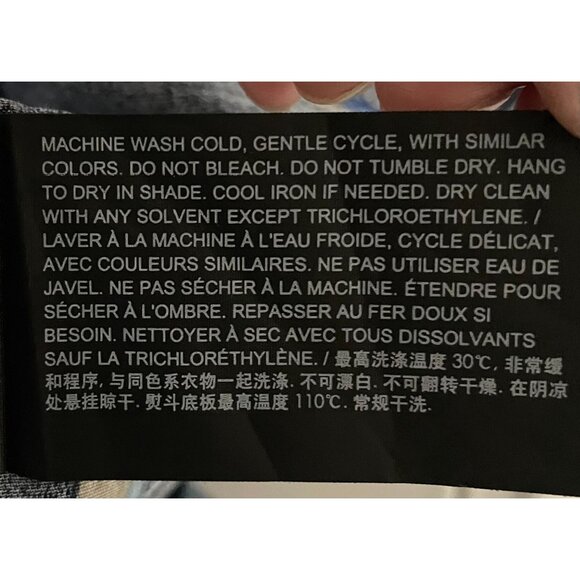 MACHINE WASH COLD, GENTLE CYCLE, WITH SIMILAR
COLORS. DO NOT BLEACH. DO NOT TUMBLE DRY. HANG
TO DRY IN SHADE. COOL IRON IF NEEDED. DRY CLEAN
WITH ANY SOLVENT EXCEPT TRICHLOROETHYLENE. /
LAVER À LA MACHINE À L'EAU FROIDE, CYCLE DÉLICAT,
AVEC COULEURS SIMILAIRES. NE PAS UTILISER EAU DE
JAVEL. NE PAS SÉCHER À LA MACHINE. ÉTENDRE POUR
SÉCHER À L'OMBRE. REPASSER AU FER DOUX SI
BESOIN. NETTOYER À SEC AVEC TOUS DISSOLVANTS
SAUF LA TRICHLORÉTHYLÈNE. / 最高洗涤温度 30℃, 非常缓
和程序, 与同色系衣物一起洗涤. 不可漂白. 不可翻转干燥. 在阴凉
处悬挂晾干. 熨斗底板最高温度 110℃. 常规干洗.